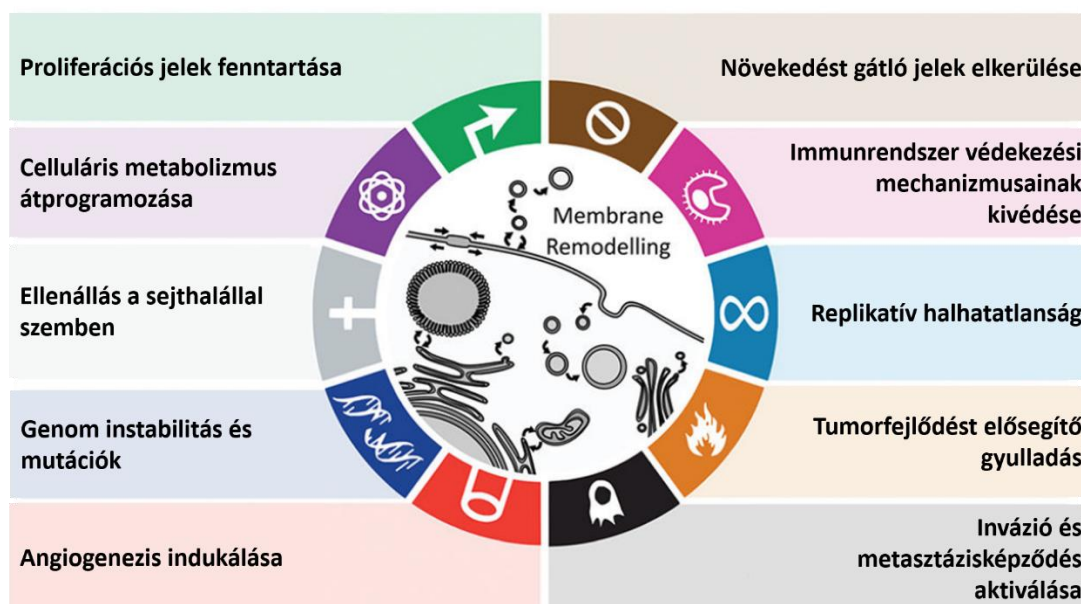 Proliferációs jelek fenntartása
Növekedést gátló jelek elkerülése
Celluláris metabolizmus
átprogramozása
Immunrendszer védekezési
mechanizmusainak
kivédése
Membrane
Remodelling
Ellenállás a sejthalállal
szemben
Replikatív halhatatlanság
Genom instabilitás és
mutációk
Tumorfejlődést elősegítő
gyulladás
Angiogenezis indukálása
Invázió és
metasztázisképződés
aktiválása